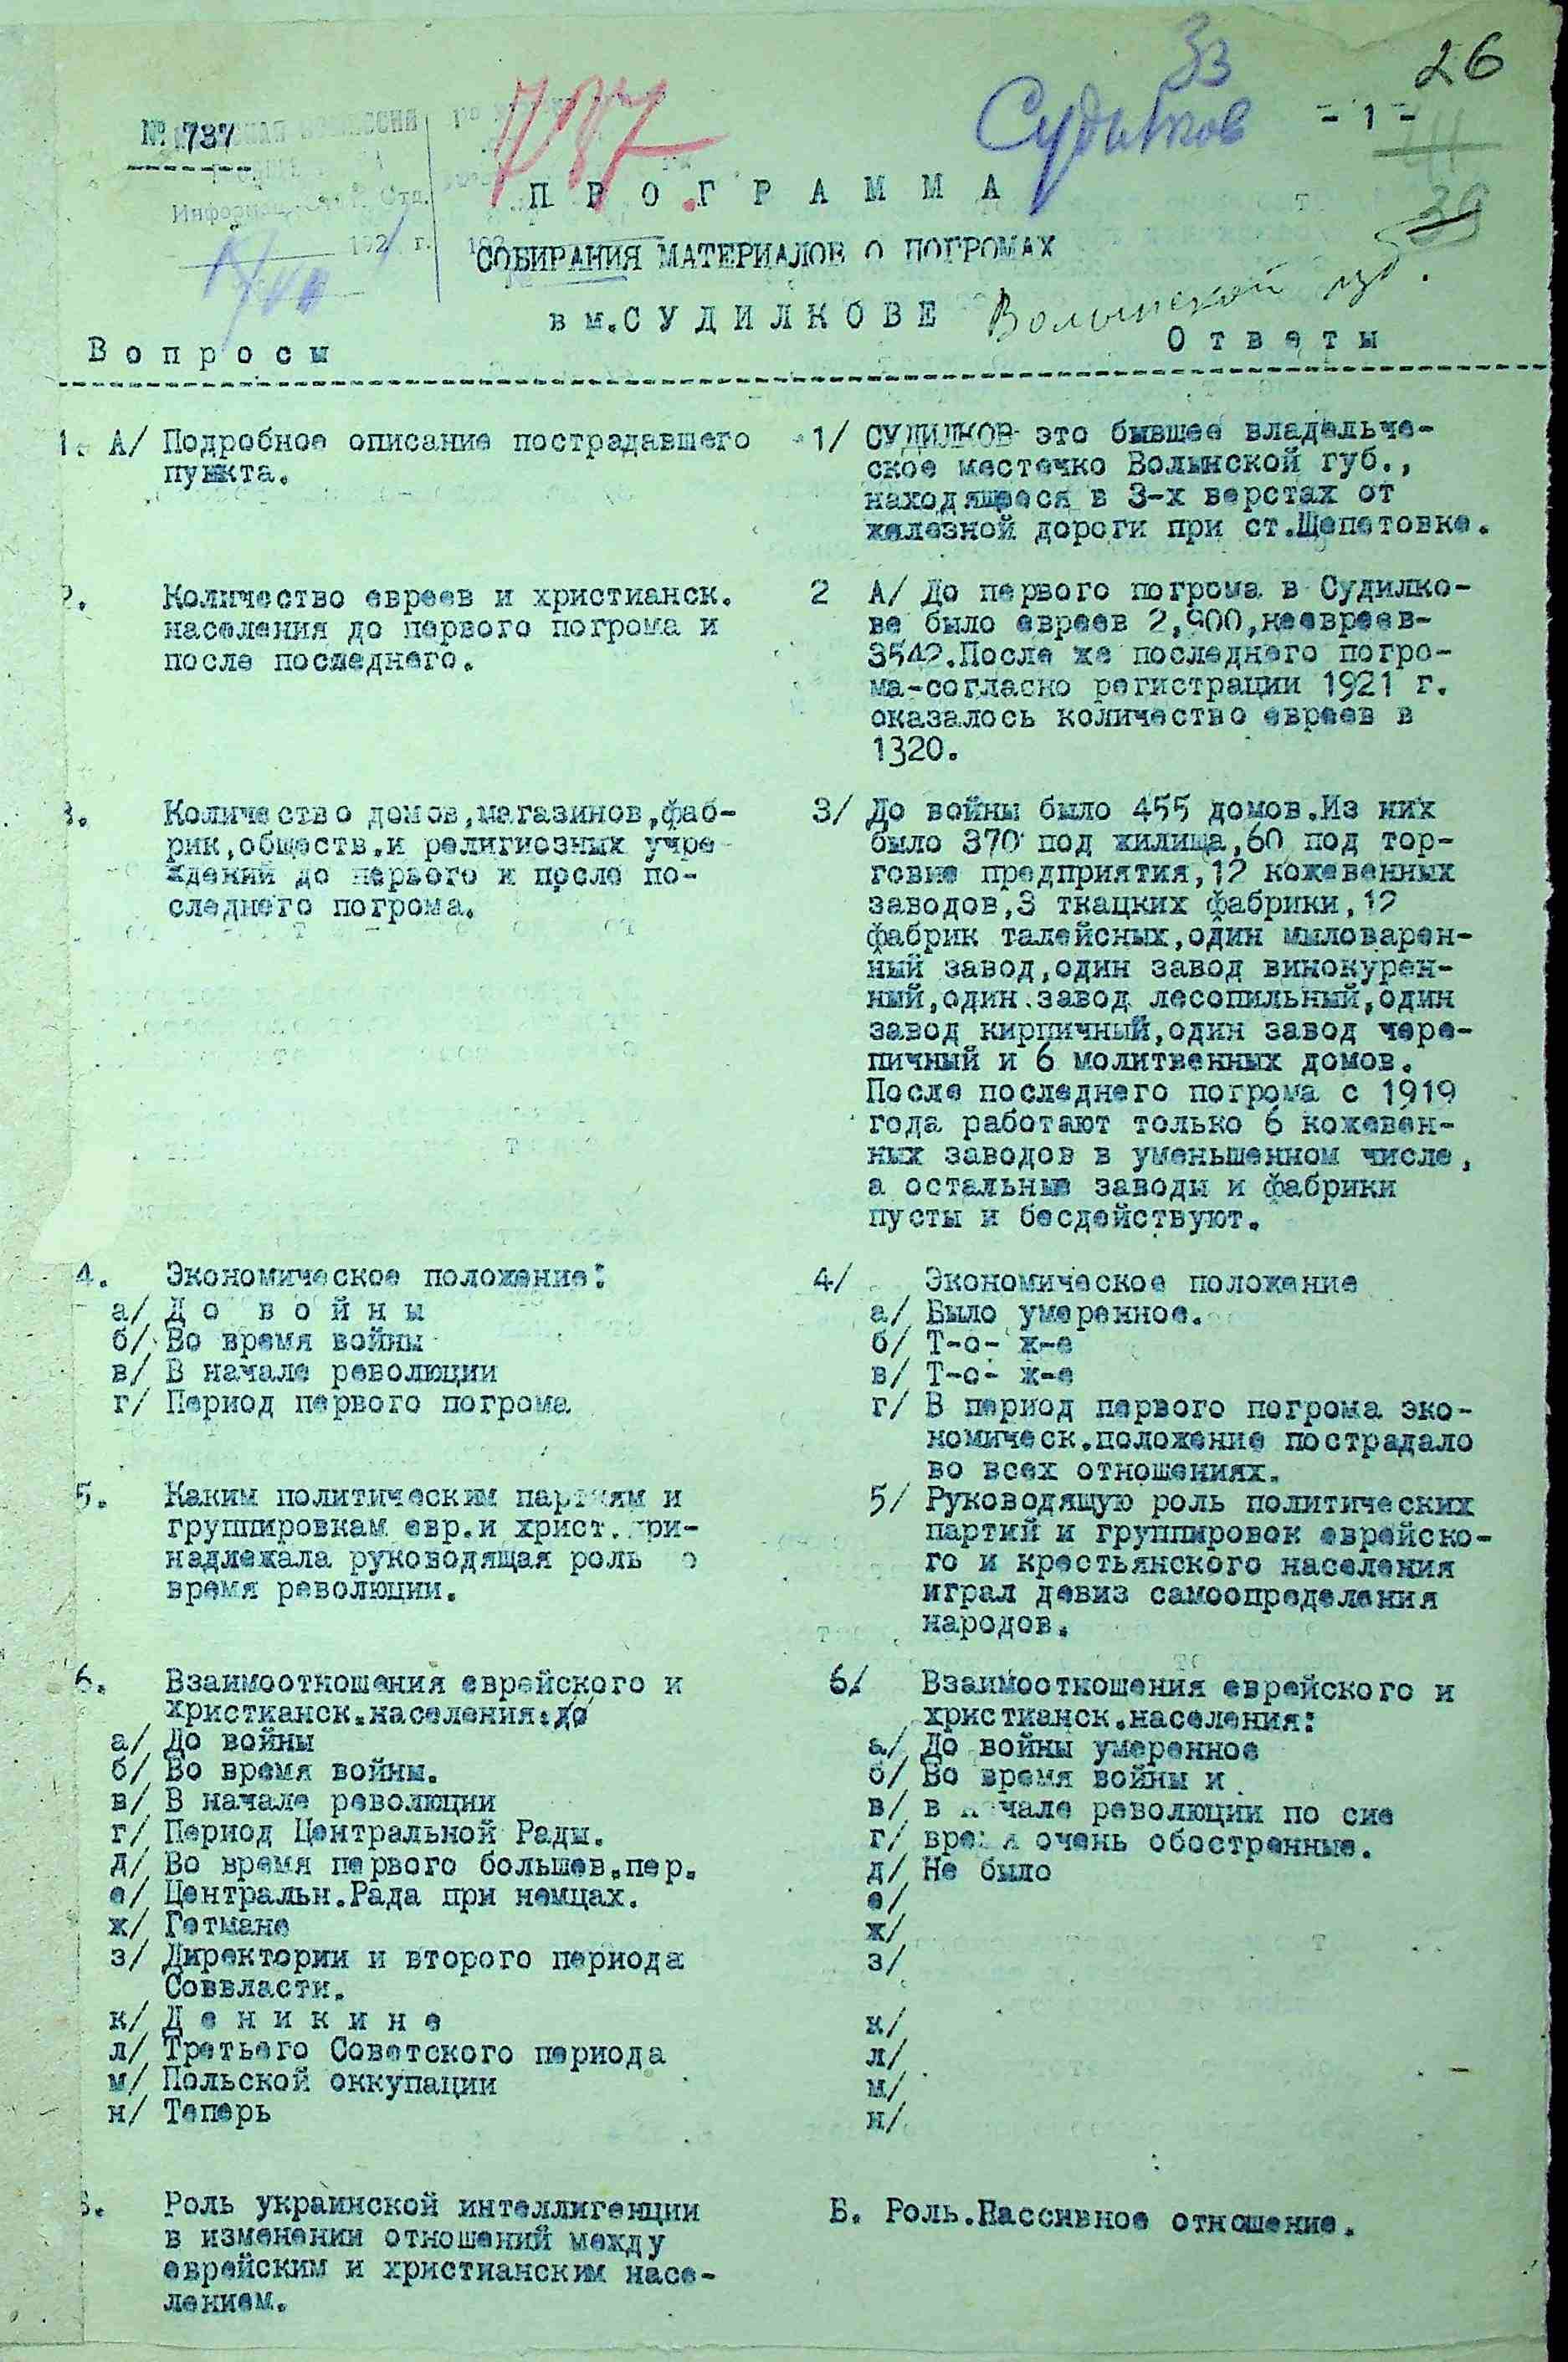 33
26
Судилков
- 1 -
№ 737
737
39
Информац.
192 г.
П Р О Г Р А М М А
СОБИРАНИЯ МАТЕРИАЛОВ О ПОГРОМАХ
в м.С У Д И Л К О В Е Волынской губ.
В о п р о с ы
О т в е т ы
1. А/ Подробное описание пострадавшего
пункта.
1/ СУДИЛКОВ это бывшее владельче-
ское местечко Волынской губ.,
находящееся в 3-х верстах от
железной дороги при ст.Шепетовке.
2. Количество евреев и христианск.
населения до первого погрома и
после последнего.
2 А/ До первого погрома в Судилко-
ве было евреев 2,900,неевреев-
3542.После же последнего погро-
ма-согласно регистрации 1921 г.
оказалось количество евреев в
1320.
3. Количество домов,магазинов,фаб-
рик,обществ.и религиозных учре-
ждений до первого и после по-
следнего погрома.
3/ До войны было 455 домов.Из них
было 370 под жилища,60 под тор-
говые предприятия,12 кожевенных
заводов,3 ткацких фабрики,12
фабрик талейсных,один миловарен-
ный завод,один завод винокурен-
ный,один завод лесопильный,один
завод кирпичный,один завод чере-
пичный и 6 молитвенных домов.
После последнего погрома с 1919
года работают только 6 кожевен-
ных заводов в уменьшенном числе,
а остальные заводы и фабрики
пусты и бесдействуют.
4. Экономическое положение:
а/ Д о в о й н ы
б/ Во время войны
в/ В начале революции
г/ Период первого погрома
4/ Экономическое положение
а/ Было умеренное.
б/ Т-о- ж-е
в/ Т-о- ж-е
г/ В период первого погрома эко-
номическ.положение пострадало
во всех отношениях.
5. Каким политическим партиям и
группировкам евр.и христ. при-
надлежала руководящая роль о
время революции.
5/ Руководящую роль политических
партий и группировок еврейско-
го и крестьянского населения
играл девиз самоопределения
народов.
6. Взаимоотношения еврейского и
христианск.населения:до
а/ До войны
б/ Во время войны.
в/ В начале революции
г/ Период Центральной Рады.
д/ Во время первого большев.пер.
е/ Центральн.Рада при немцах.
ж/ Гетмане
з/ Директории и второго периода
Соввласти.
к/ Д е н и к и н е
л/ Третьего Советского периода
м/ Польской оккупации
н/ Теперь
6/ Взаимоотношения еврейского и
христианск.населения:
а/ До войны умеренное
б/ Во время войны и
в/ в начале революции по сие
г/ время очень обостренные.
д/ Не было
е/
ж/
з/
к/
л/
м/
н/
Роль украинской интеллигенции
в изменении отношений между
еврейским и христианским насе-
лением.
Б. Роль.Пассивное отношение.